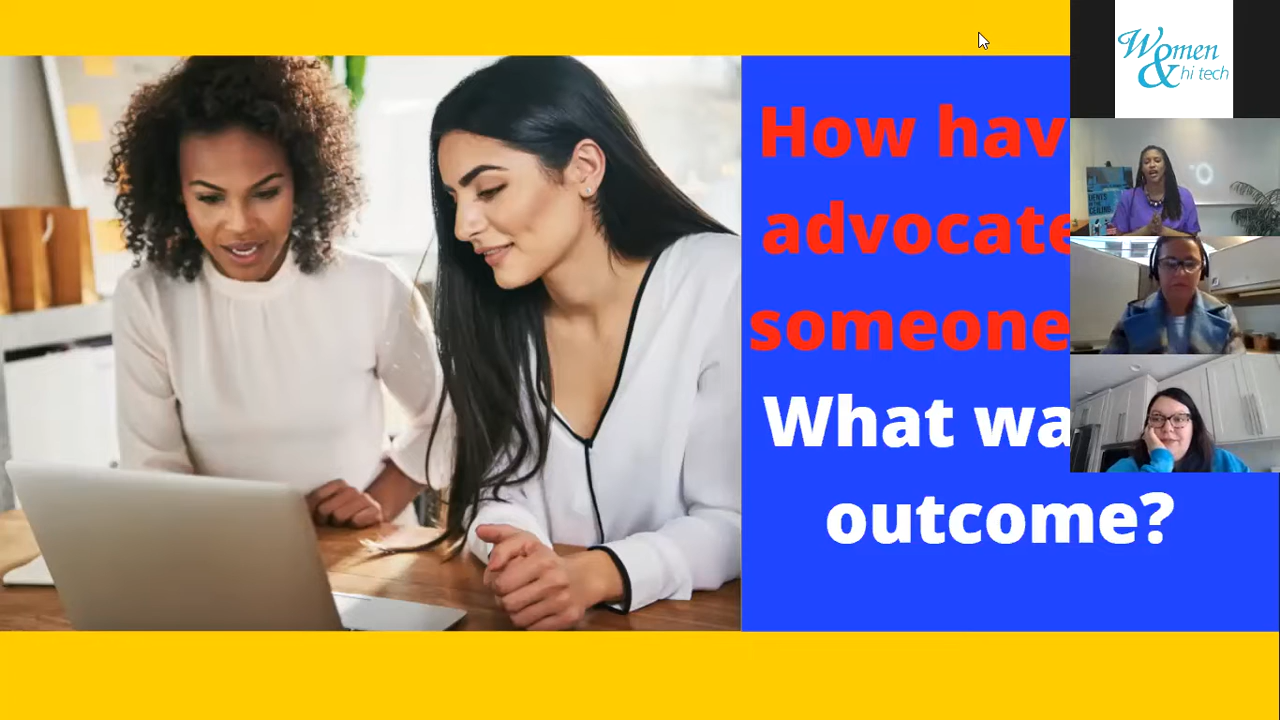 How hav
advocate
someone
What wa
outcome?
Women
& hi tech